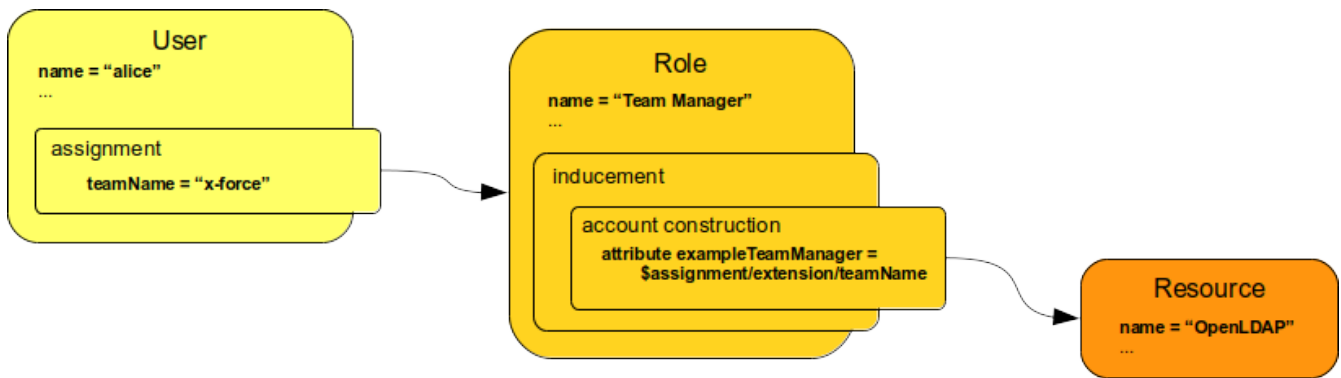 User
name = “alice”
...
assignment
teamName = “x-force”
Role
name = “Team Manager”
...
inducement
account construction
attribute exampleTeamManager =
$assignment/extension/teamName
Resource
name = “OpenLDAP”
...